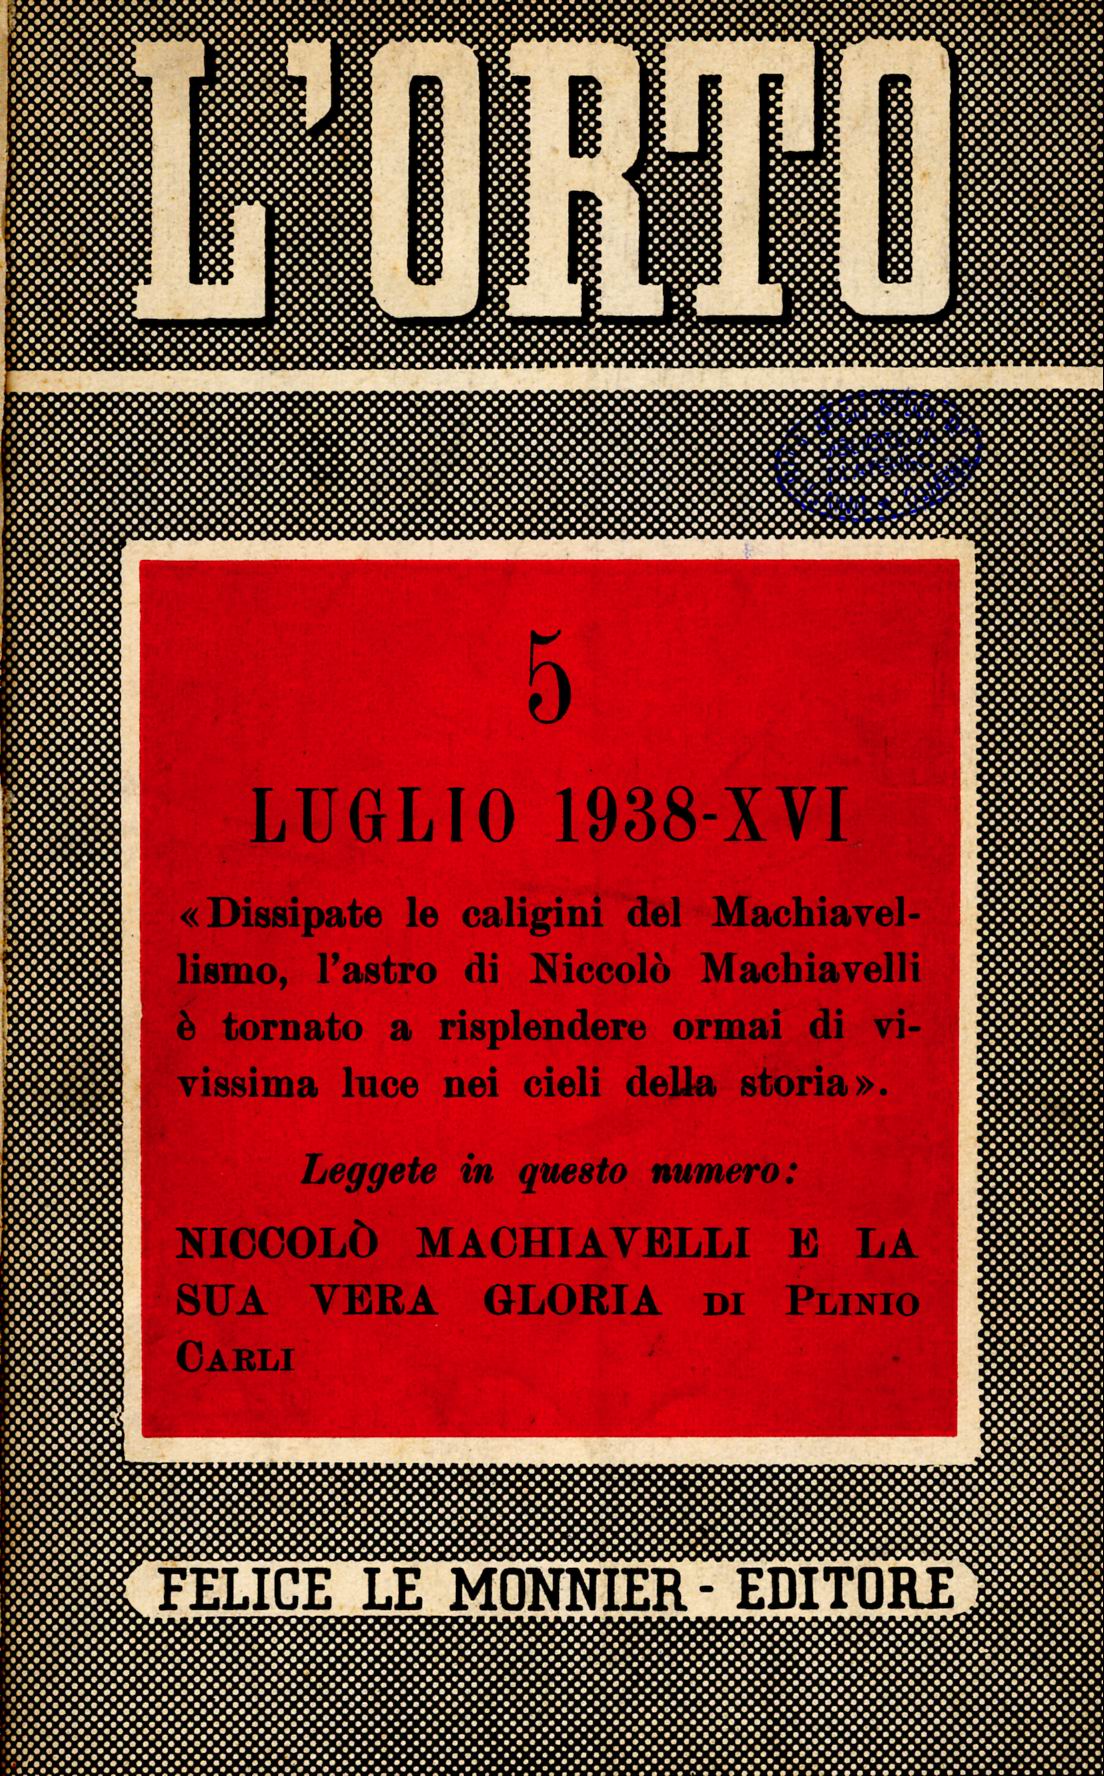 L'ORTO
5
LUGLIO 1938-XVI
«Dissipate le caligini del Machiavel-
lismo, l'astro di Niccolò Machiavelli
è tornato a risplendere ormai di vi-
vissima luce nei cieli della storia».
Leggete in questo numero:
NICCOLÒ MACHIAVELLI E LA
SUA VERA GLORIA DI PLINIO
CARLI
FELICE LE MONNIER - EDITORE